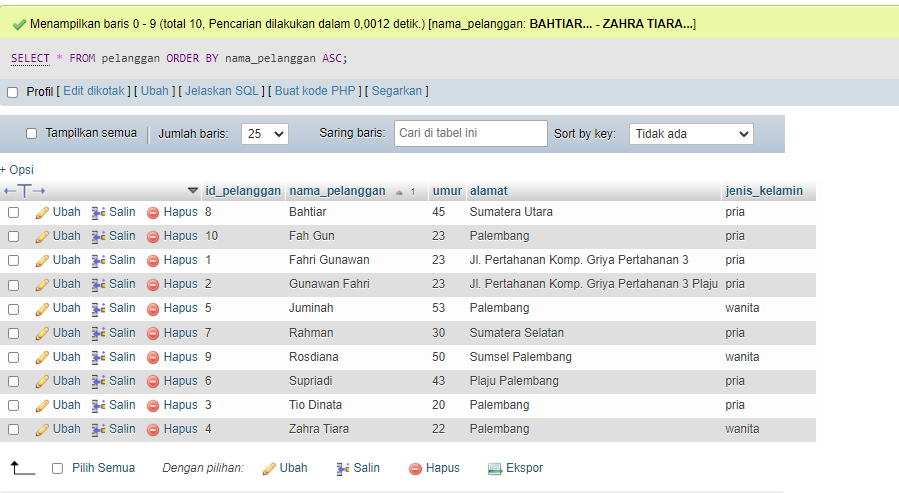 Menampilkan baris 0 - 9 (total 10, Pencarian dilakukan dalam 0,0012 detik.) [nama_pelanggan: BAHTIAR... - ZAHRA TIARA...]
SELECT * FROM pelanggan ORDER BY nama_pelanggan ASC;
Profil [ Edit dikotak ] [ Ubah ] [ Jelaskan SQL ] [ Buat kode PHP ] [ Segarkan ]
Tampilkan semua Jumlah baris: 25 Saring baris: Cari di tabel ini Sort by key: Tidak ada
+ Opsi
←T→ id_pelanggan nama_pelanggan 1 umur alamat jenis_kelamin
Ubah Salin Hapus 8 Bahtiar 45 Sumatera Utara pria
Ubah Salin Hapus 10 Fah Gun 23 Palembang pria
Ubah Salin Hapus 1 Fahri Gunawan 23 Jl. Pertahanan Komp. Griya Pertahanan 3 pria
Ubah Salin Hapus 2 Gunawan Fahri 23 Jl. Pertahanan Komp. Griya Pertahanan 3 Plaju pria
Ubah Salin Hapus 5 Juminah 53 Palembang wanita
Ubah Salin Hapus 7 Rahman 30 Sumatera Selatan pria
Ubah Salin Hapus 9 Rosdiana 50 Sumsel Palembang wanita
Ubah Salin Hapus 6 Supriadi 43 Plaju Palembang pria
Ubah Salin Hapus 3 Tio Dinata 20 Palembang pria
Ubah Salin Hapus 4 Zahra Tiara 22 Palembang wanita
Pilih Semua Dengan pilihan: Ubah Salin Hapus Ekspor